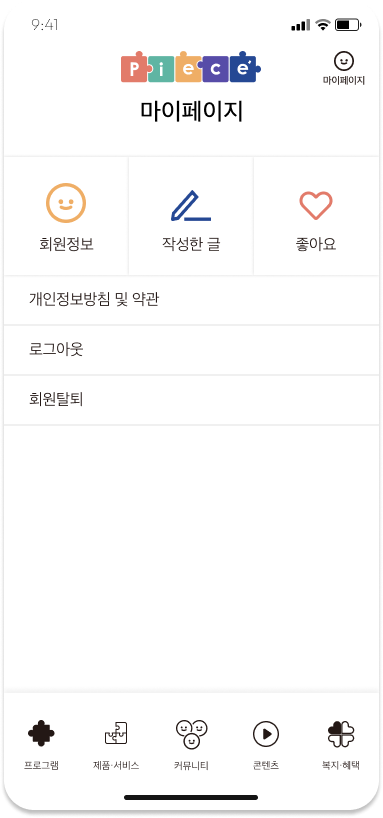 9:41
Piecé
마이페이지
마이페이지
회원정보
작성한 글
좋아요
개인정보방침 및 약관
로그아웃
회원탈퇴
프로그램
제품·서비스
커뮤니티
콘텐츠
복지·혜택